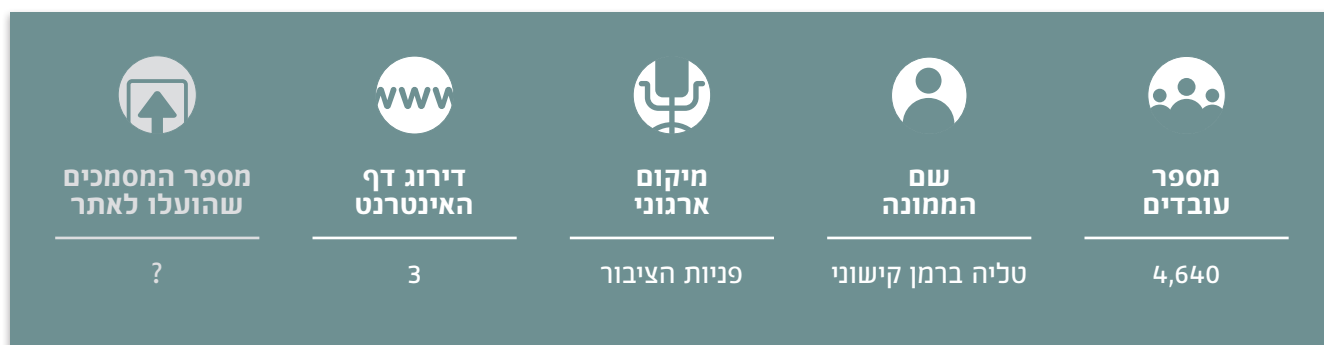 מספר
עובדים
4,640
שם
הממונה
טליה ברמן קישוני
מיקום
ארגוני
פניות הציבור
www
דירוג דף
האינטרנט
3
מספר המסמכים
שהועלו לאתר
?